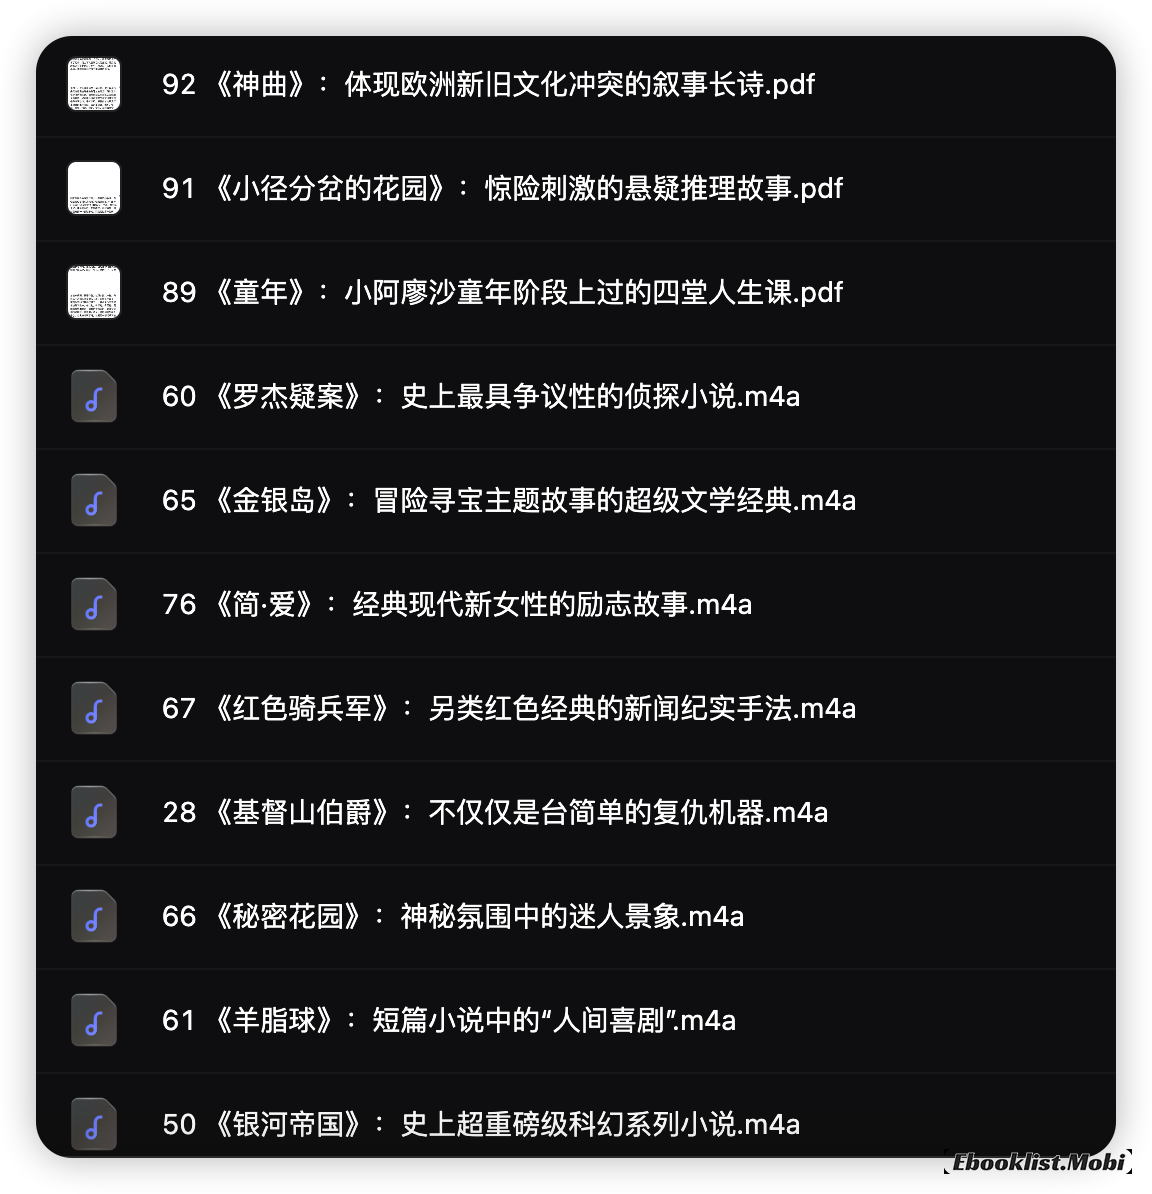 92 《神曲》：体现欧洲新旧文化冲突的叙事长诗.pdf
91 《小径分岔的花园》：惊险刺激的悬疑推理故事.pdf
89 《童年》：小阿廖沙童年阶段上过的四堂人生课.pdf
60 《罗杰疑案》：史上最具争议性的侦探小说.m4a
65 《金银岛》：冒险寻宝主题故事的超级文学经典.m4a
76 《简·爱》：经典现代新女性的励志故事.m4a
67 《红色骑兵军》：另类红色经典的新闻纪实手法.m4a
28 《基督山伯爵》：不仅仅是台简单的复仇机器.m4a
66 《秘密花园》：神秘氛围中的迷人景象.m4a
61 《羊脂球》：短篇小说中的“人间喜剧”.m4a
50 《银河帝国》：史上超重磅级科幻系列小说.m4a
Ebooklist.Mobi